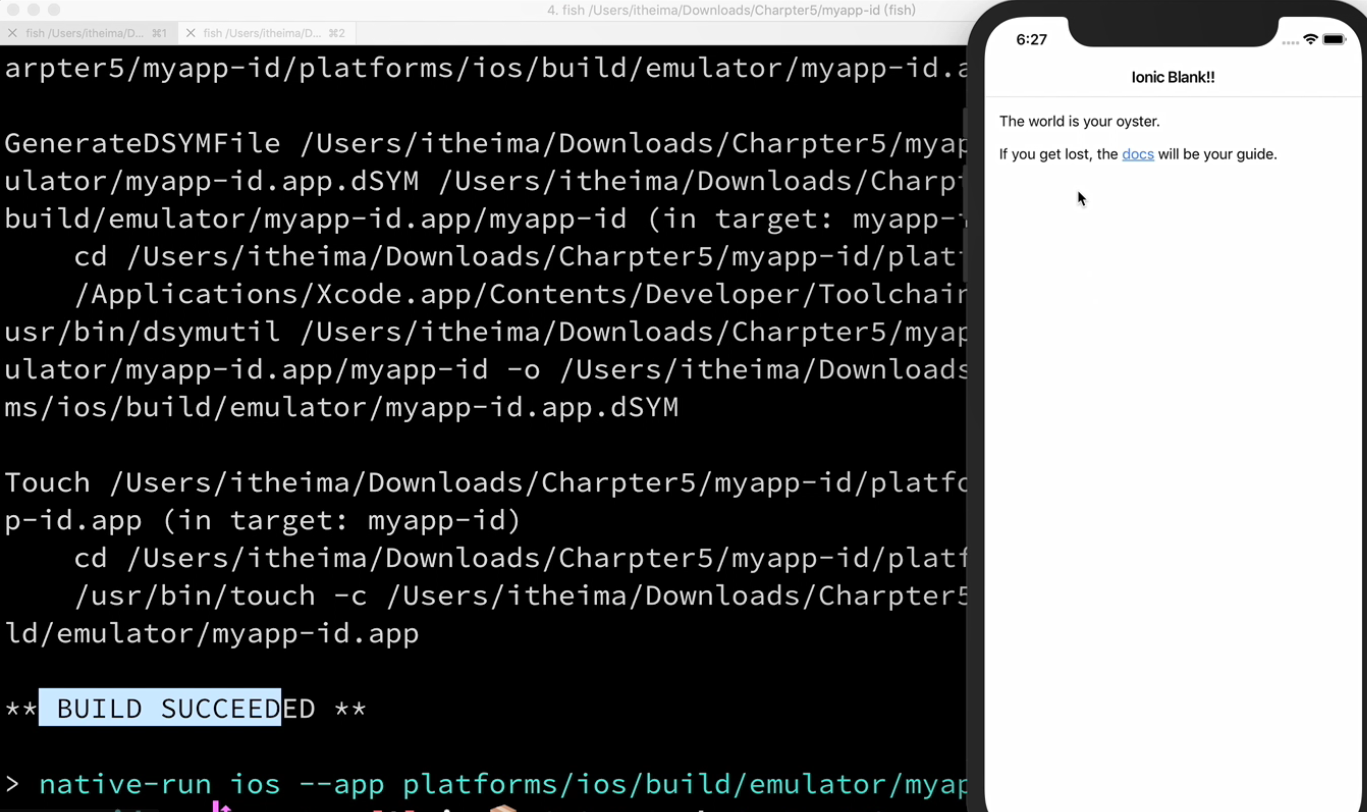 4. fish /Users/itheima/Downloads/Charpter5/myapp-id (fish)
fish /Users/itheima/D... ⌘1
fish /Users/itheima/D... ⌘2
arpter5/myapp-id/platforms/ios/build/emulator/myapp-id.a
GenerateDSYMFile /Users/itheima/Downloads/Charpter5/myap
ulator/myapp-id.app.dSYM /Users/itheima/Downloads/Charpt
build/emulator/myapp-id.app/myapp-id (in target: myapp-i
cd /Users/itheima/Downloads/Charpter5/myapp-id/plat
/Applications/Xcode.app/Contents/Developer/Toolchain
usr/bin/dsymutil /Users/itheima/Downloads/Charpter5/myap
ulator/myapp-id.app/myapp-id -o /Users/itheima/Downloads
ms/ios/build/emulator/myapp-id.app.dSYM
Touch /Users/itheima/Downloads/Charpter5/myapp-id/platfo
p-id.app (in target: myapp-id)
cd /Users/itheima/Downloads/Charpter5/myapp-id/platf
/usr/bin/touch -c /Users/itheima/Downloads/Charpter5
ld/emulator/myapp-id.app
** BUILD SUCCEEDED **
> native-run ios --app platforms/ios/build/emulator/myap
6:27
Ionic Blank!!
The world is your oyster.
If you get lost, the docs will be your guide.